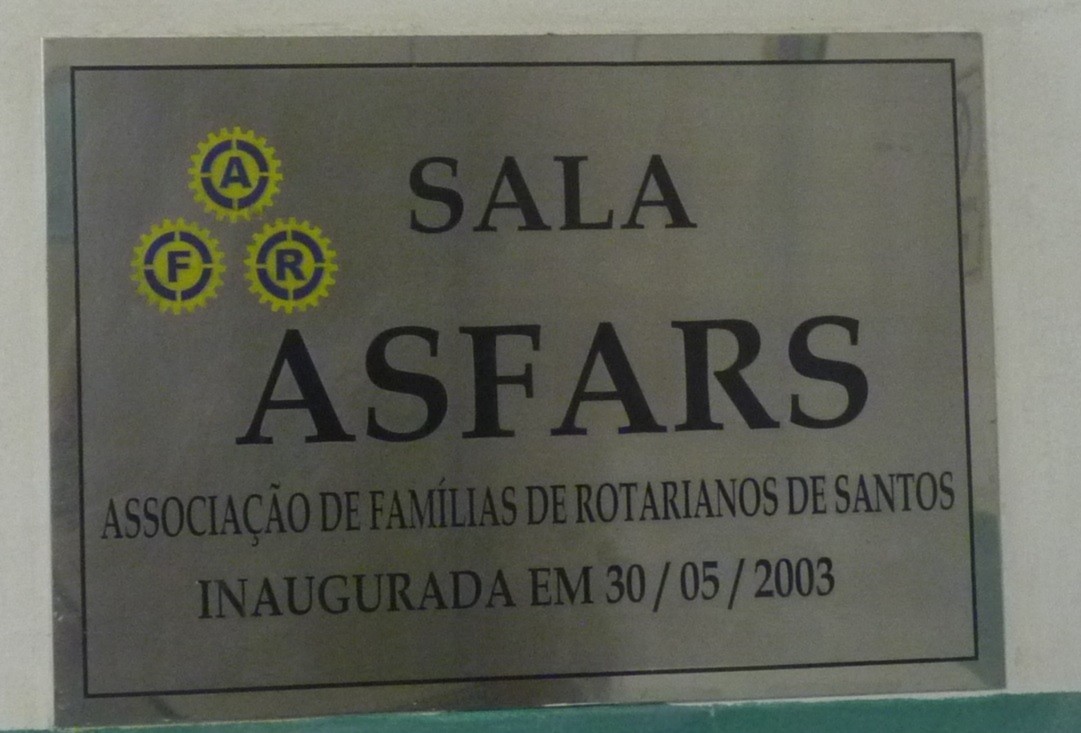 A
F R
SALA
ASFARS
ASSOCIAÇÃO DE FAMÍLIAS DE ROTARIANOS DE SANTOS
INAUGURADA EM 30 / 05 / 2003